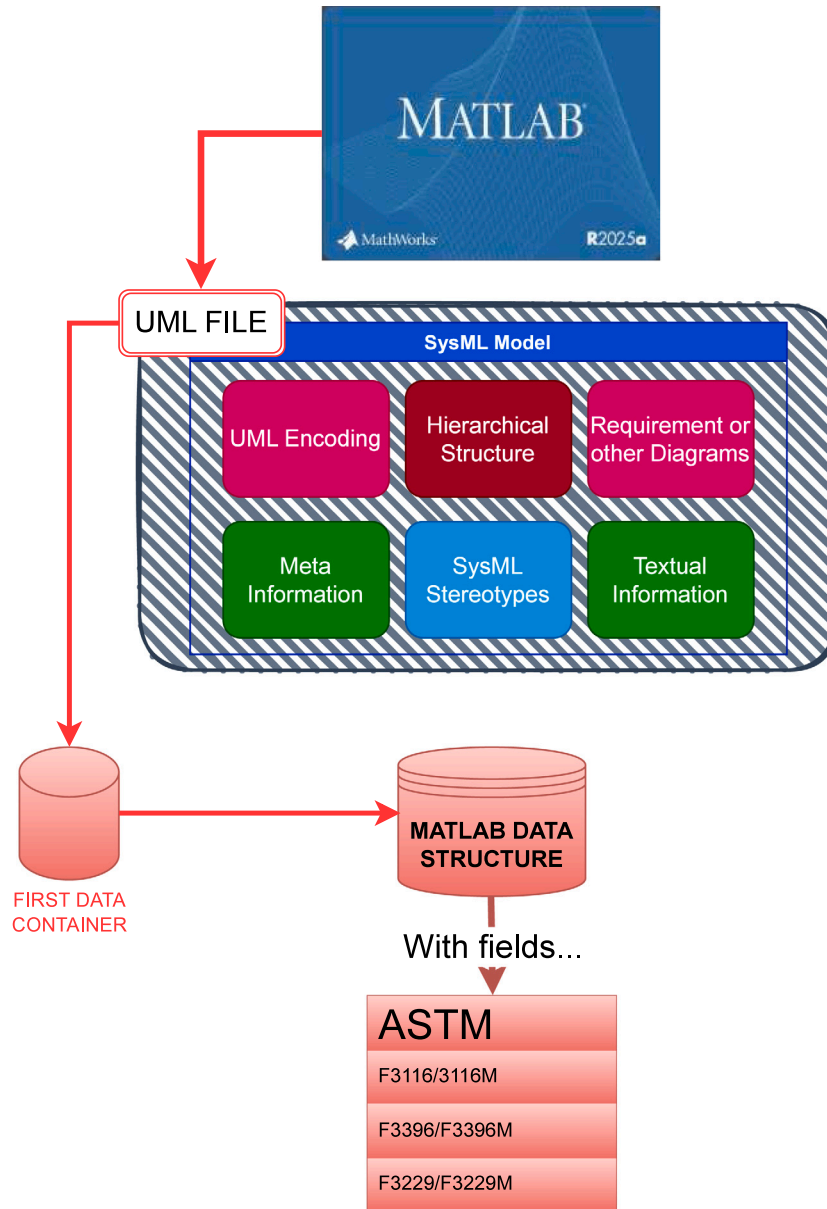 MATLAB®
MathWorks®
R2025a
UML FILE
SysML Model
UML Encoding
Hierarchical
Structure
Requirement or
other Diagrams
Meta
Information
SysML
Stereotypes
Textual
Information
FIRST DATA
CONTAINER
MATLAB DATA
STRUCTURE
With fields...
ASTM
F3116/3116M
F3396/F3396M
F3229/F3229M